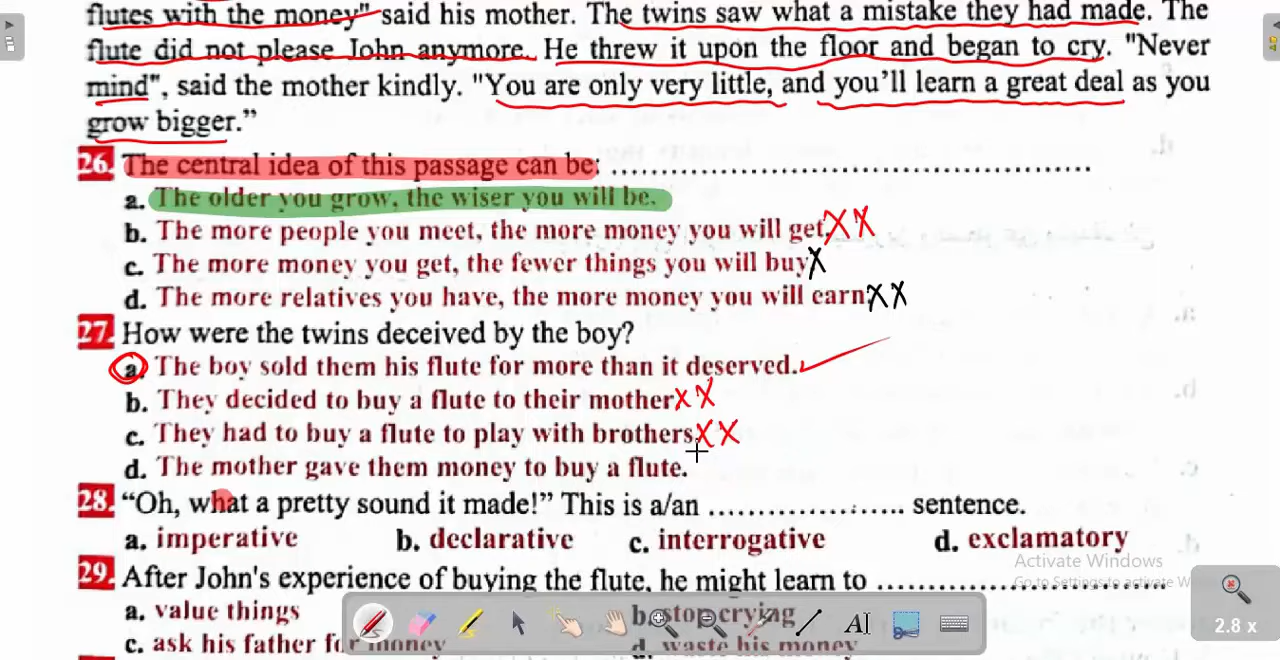 flutes with the money" said his mother. The twins saw what a mistake they had made. The
flute did not please John anymore. He threw it upon the floor and began to cry. "Never
mind", said the mother kindly. "You are only very little, and you'll learn a great deal as you
grow bigger."
26. The central idea of this passage can be: ..................................................
a. The older you grow, the wiser you will be.
b. The more people you meet, the more money you will get. XX
c. The more money you get, the fewer things you will buy X
d. The more relatives you have, the more money you will earn. XX
27. How were the twins deceived by the boy?
a. The boy sold them his flute for more than it deserved.
b. They decided to buy a flute to their mother XX
c. They had to buy a flute to play with brothers. XX
d. The mother gave them money to buy a flute.
28. "Oh, what a pretty sound it made!" This is a/an ........................ sentence.
a. imperative b. declarative c. interrogative d. exclamatory
Activate Windows
29. After John's experience of buying the flute, he might learn to ....................................
Go to Settings to activate W
a. value things b. stop crying
c. ask his father for money d. waste his money
AI
2.8 x